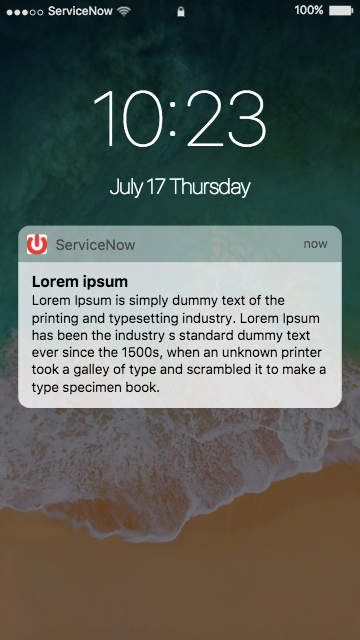 ServiceNow 100%
10:23
July 17 Thursday
ServiceNow now
Lorem ipsum
Lorem Ipsum is simply dummy text of the
printing and typesetting industry. Lorem Ipsum
has been the industry s standard dummy text
ever since the 1500s, when an unknown printer
took a galley of type and scrambled it to make a
type specimen book.